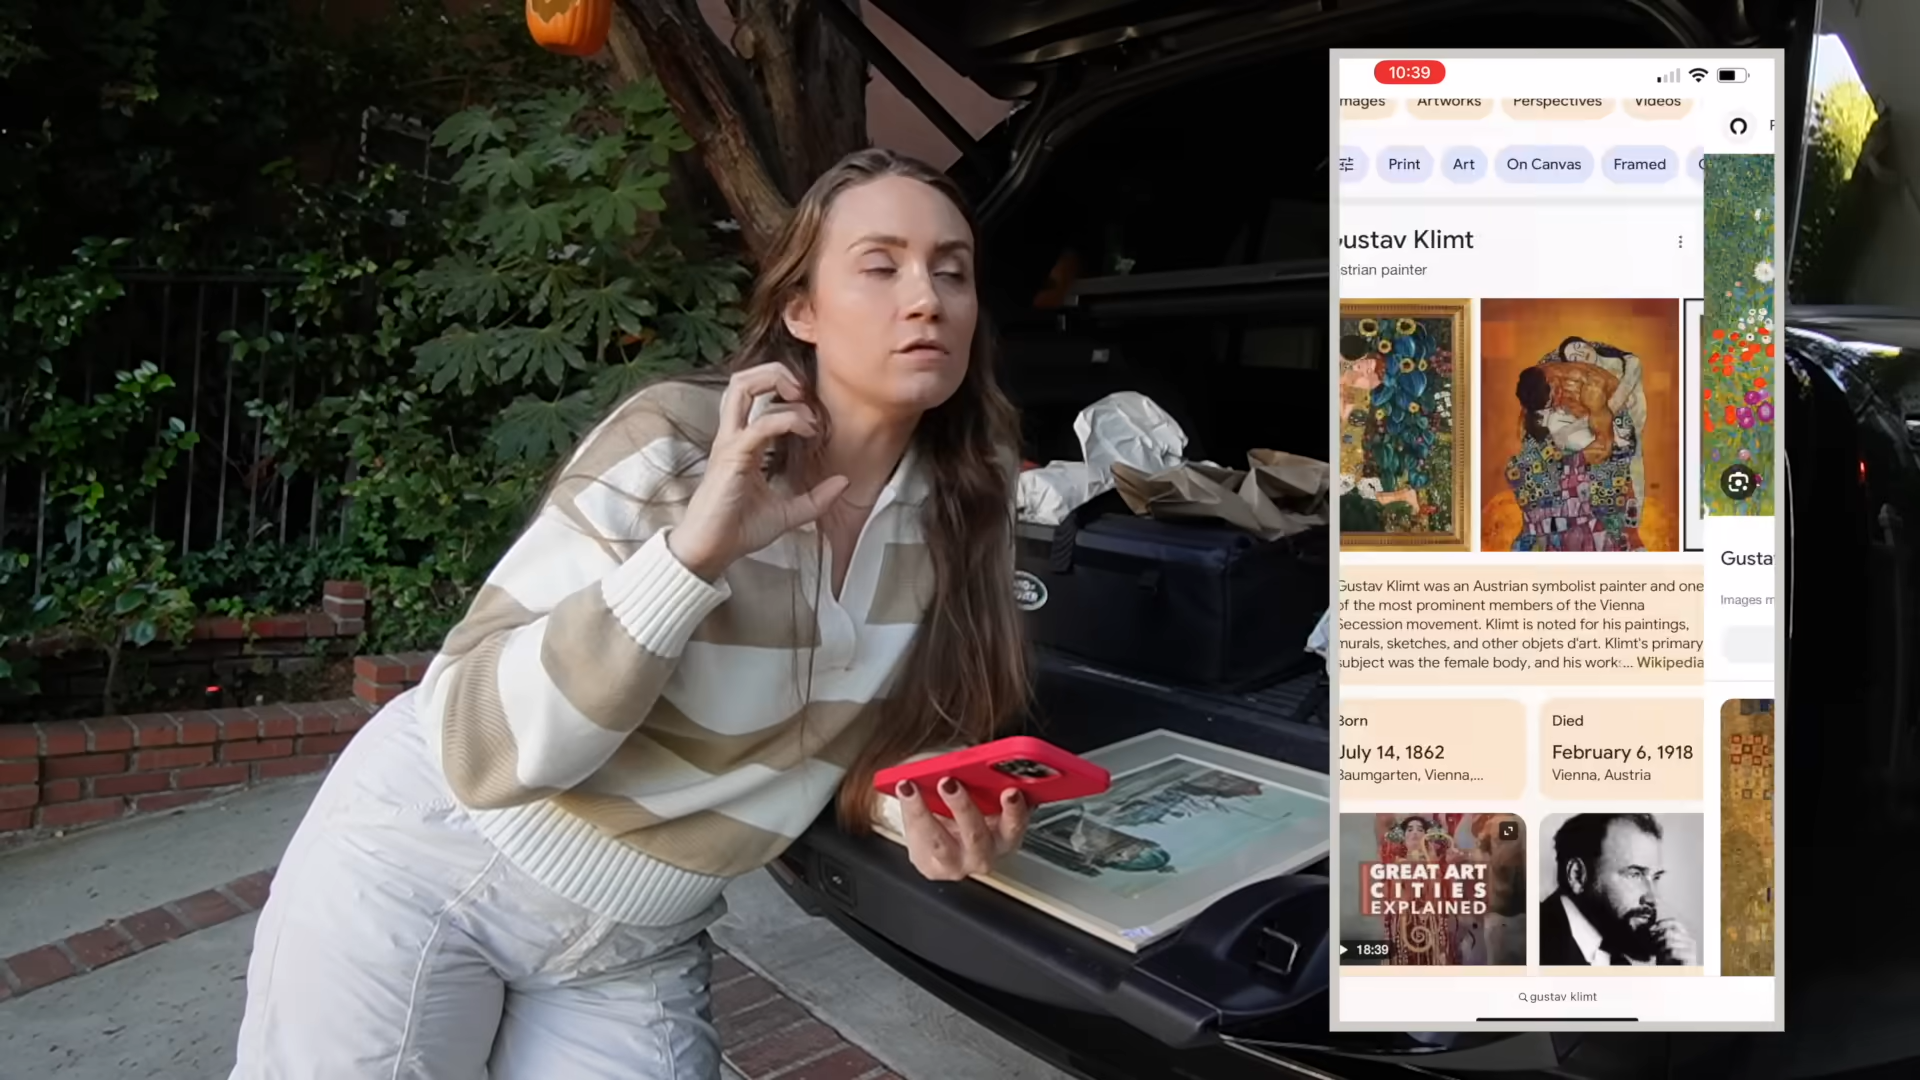 10:39
mages Artworks Perspectives Videos
Print Art On Canvas Framed
ustav Klimt
strian painter
Gustav Klimt was an Austrian symbolist painter and one
of the most prominent members of the Vienna
Secession movement. Klimt is noted for his paintings,
murals, sketches, and other objets d'art. Klimt's primary
subject was the female body, and his work... Wikipedia
Born
July 14, 1862
Baumgarten, Vienna,...
Died
February 6, 1918
Vienna, Austria
GREAT ART
CITIES
EXPLAINED
18:39
gustav klimt
Gusta
Images m